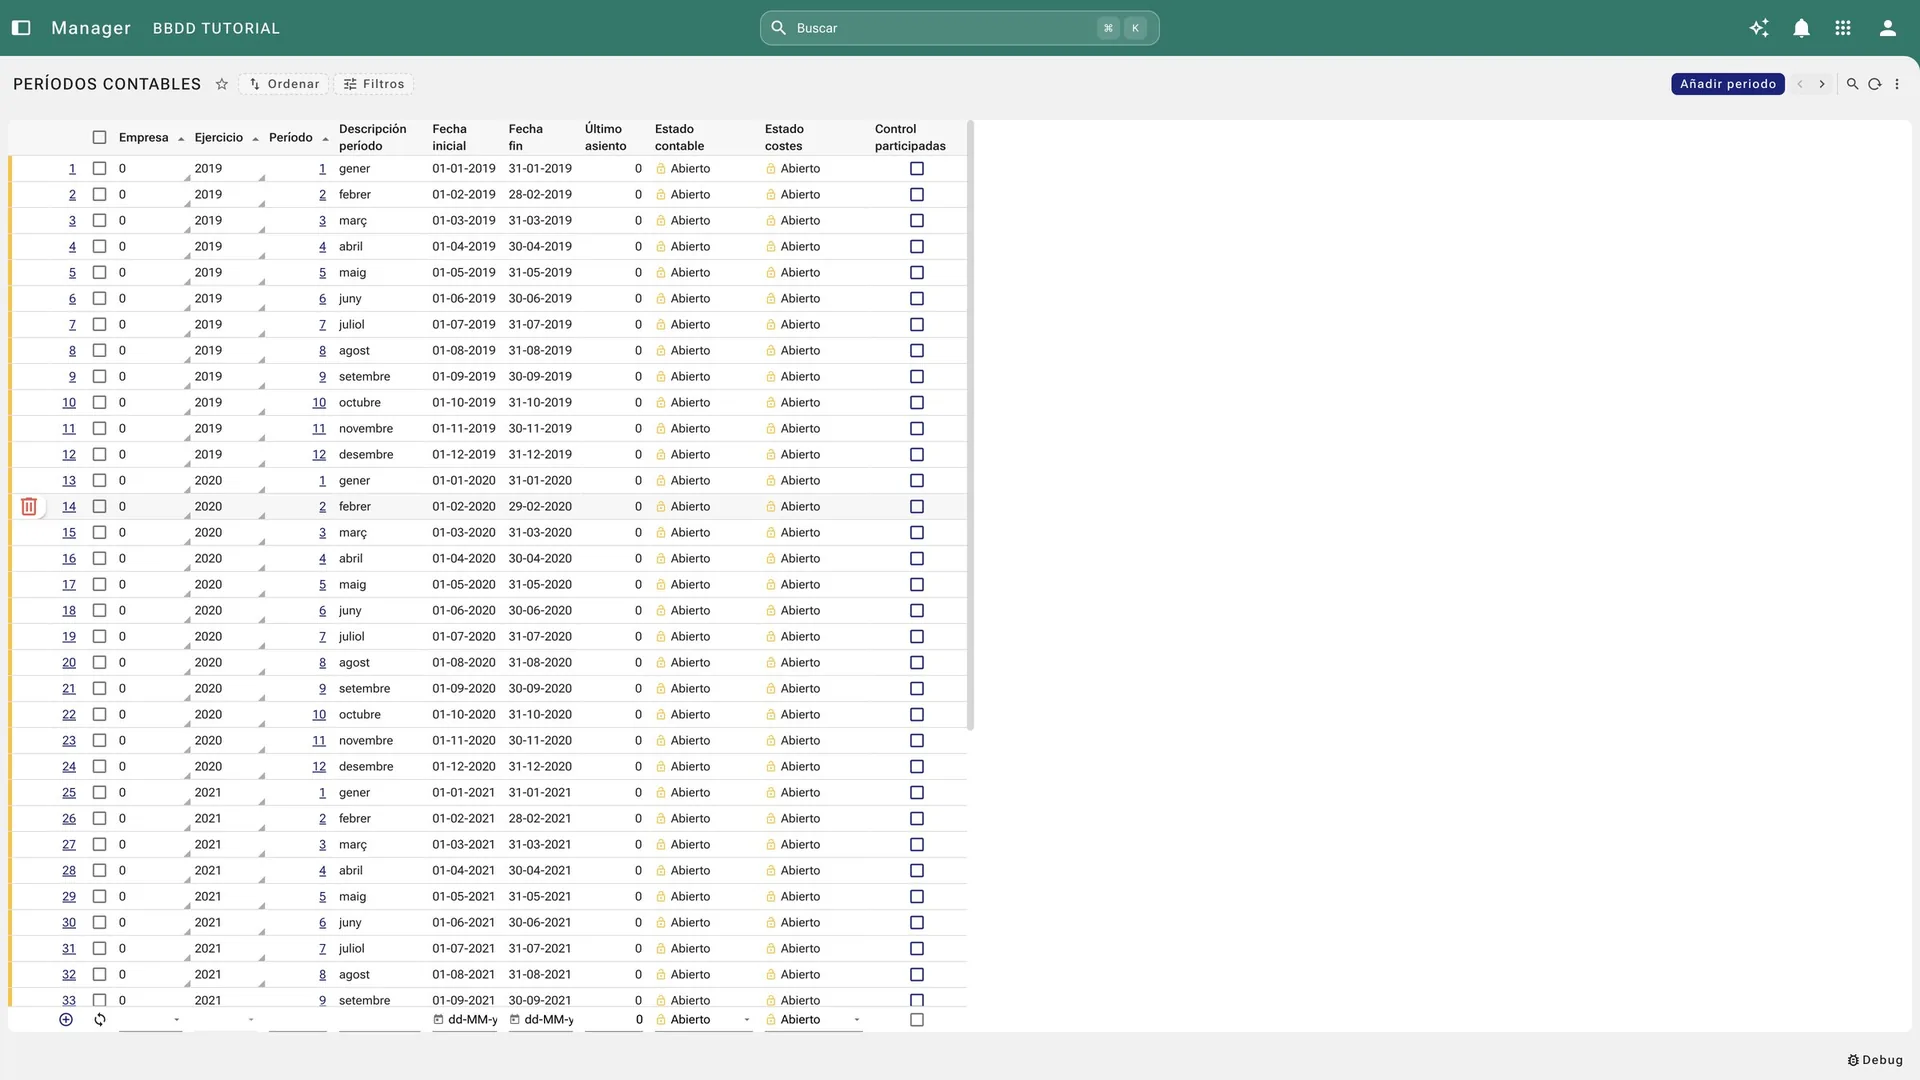 Manager BBDD TUTORIAL Buscar ⌘ K
PERÍODOS CONTABLES Ordenar Filtros Añadir periodo
Empresa Ejercicio Período Descripción período Fecha inicial Fecha fin Último asiento Estado contable Estado costes Control participadas
1 0 2019 1 gener 01-01-2019 31-01-2019 0 Abierto Abierto
2 0 2019 2 febrer 01-02-2019 28-02-2019 0 Abierto Abierto
3 0 2019 3 març 01-03-2019 31-03-2019 0 Abierto Abierto
4 0 2019 4 abril 01-04-2019 30-04-2019 0 Abierto Abierto
5 0 2019 5 maig 01-05-2019 31-05-2019 0 Abierto Abierto
6 0 2019 6 juny 01-06-2019 30-06-2019 0 Abierto Abierto
7 0 2019 7 juliol 01-07-2019 31-07-2019 0 Abierto Abierto
8 0 2019 8 agost 01-08-2019 31-08-2019 0 Abierto Abierto
9 0 2019 9 setembre 01-09-2019 30-09-2019 0 Abierto Abierto
10 0 2019 10 octubre 01-10-2019 31-10-2019 0 Abierto Abierto
11 0 2019 11 novembre 01-11-2019 30-11-2019 0 Abierto Abierto
12 0 2019 12 desembre 01-12-2019 31-12-2019 0 Abierto Abierto
13 0 2020 1 gener 01-01-2020 31-01-2020 0 Abierto Abierto
14 0 2020 2 febrer 01-02-2020 29-02-2020 0 Abierto Abierto
15 0 2020 3 març 01-03-2020 31-03-2020 0 Abierto Abierto
16 0 2020 4 abril 01-04-2020 30-04-2020 0 Abierto Abierto
17 0 2020 5 maig 01-05-2020 31-05-2020 0 Abierto Abierto
18 0 2020 6 juny 01-06-2020 30-06-2020 0 Abierto Abierto
19 0 2020 7 juliol 01-07-2020 31-07-2020 0 Abierto Abierto
20 0 2020 8 agost 01-08-2020 31-08-2020 0 Abierto Abierto
21 0 2020 9 setembre 01-09-2020 30-09-2020 0 Abierto Abierto
22 0 2020 10 octubre 01-10-2020 31-10-2020 0 Abierto Abierto
23 0 2020 11 novembre 01-11-2020 30-11-2020 0 Abierto Abierto
24 0 2020 12 desembre 01-12-2020 31-12-2020 0 Abierto Abierto
25 0 2021 1 gener 01-01-2021 31-01-2021 0 Abierto Abierto
26 0 2021 2 febrer 01-02-2021 28-02-2021 0 Abierto Abierto
27 0 2021 3 març 01-03-2021 31-03-2021 0 Abierto Abierto
28 0 2021 4 abril 01-04-2021 30-04-2021 0 Abierto Abierto
29 0 2021 5 maig 01-05-2021 31-05-2021 0 Abierto Abierto
30 0 2021 6 juny 01-06-2021 30-06-2021 0 Abierto Abierto
31 0 2021 7 juliol 01-07-2021 31-07-2021 0 Abierto Abierto
32 0 2021 8 agost 01-08-2021 31-08-2021 0 Abierto Abierto
33 0 2021 9 setembre 01-09-2021 30-09-2021 0 Abierto Abierto
dd-MM-y dd-MM-y 0 Abierto Abierto
Debug